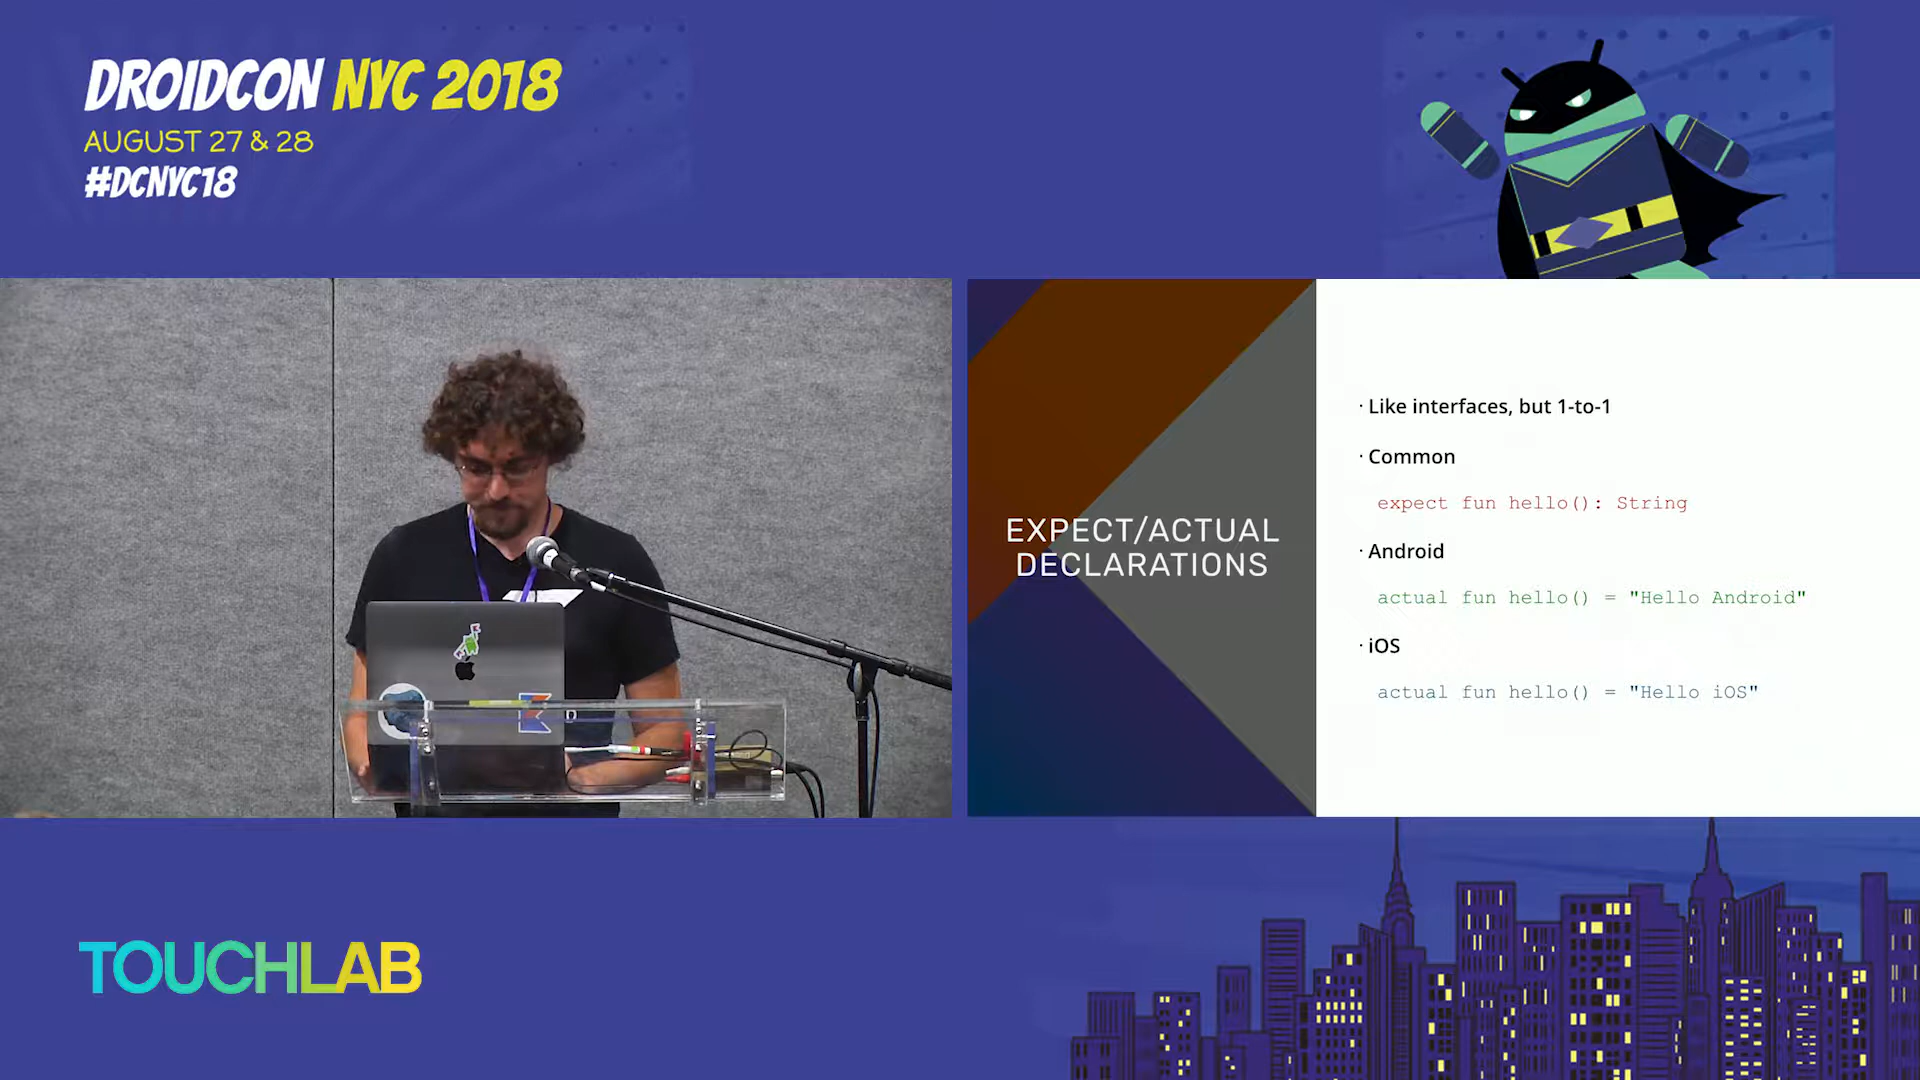 DROIDCON NYC 2018
AUGUST 27 & 28
#DCNYC18
EXPECT/ACTUAL
DECLARATIONS
· Like interfaces, but 1-to-1
· Common
expect fun hello(): String
· Android
actual fun hello() = "Hello Android"
· iOS
actual fun hello() = "Hello iOS"
TOUCHLAB